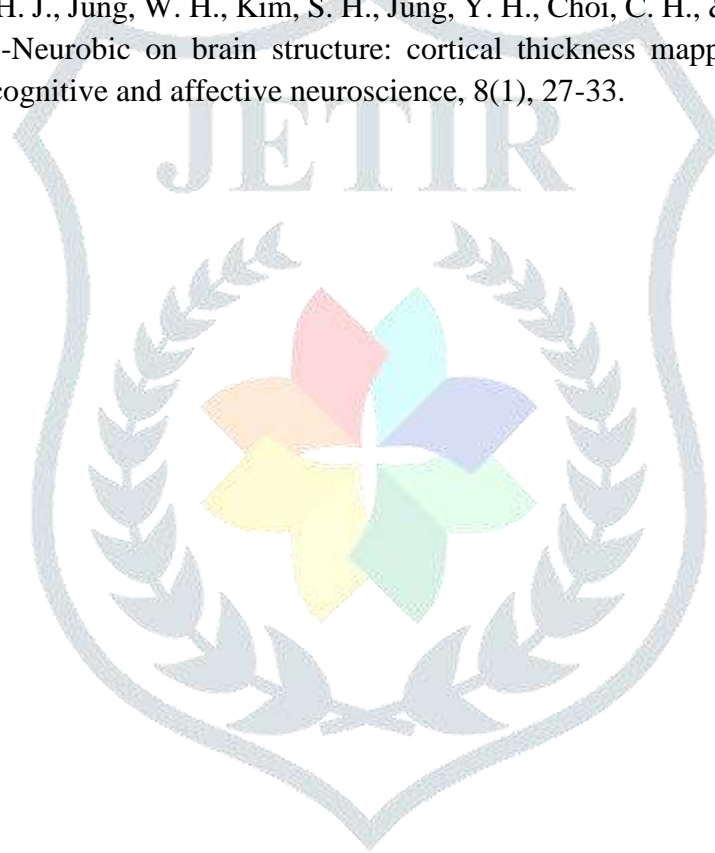 H. J., Jung, W. H., Kim, S. H., Jung, Y. H., Choi, C. H., &
-Neurobic on brain structure: cortical thickness mapp
cognitive and affective neuroscience, 8(1), 27-33.
JETIR